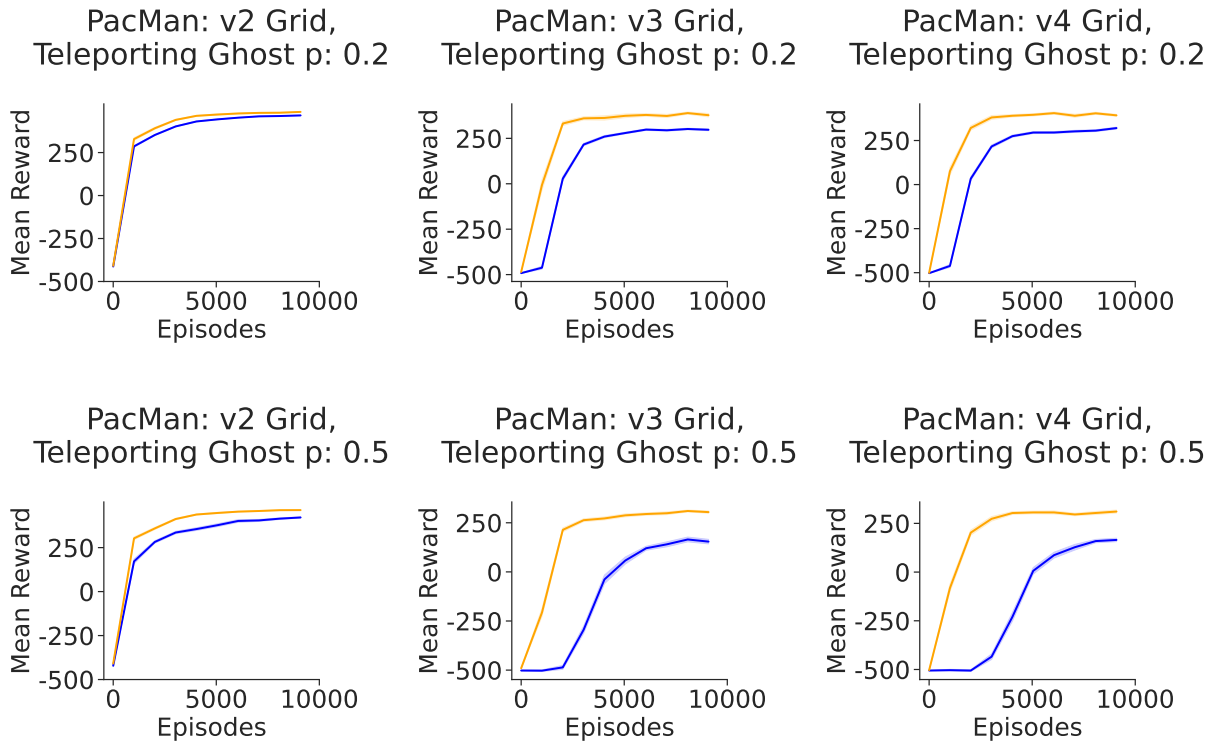 PacMan: v2 Grid,
Teleporting Ghost p: 0.2
PacMan: v3 Grid,
Teleporting Ghost p: 0.2
PacMan: v4 Grid,
Teleporting Ghost p: 0.2
Mean Reward
250
0
-250
-500
0
5000
10000
Episodes
Mean Reward
250
0
-250
-500
0
5000
10000
Episodes
Mean Reward
250
0
-250
-500
0
5000
10000
Episodes
PacMan: v2 Grid,
Teleporting Ghost p: 0.5
PacMan: v3 Grid,
Teleporting Ghost p: 0.5
PacMan: v4 Grid,
Teleporting Ghost p: 0.5
Mean Reward
250
0
-250
-500
0
5000
10000
Episodes
Mean Reward
250
0
-250
-500
0
5000
10000
Episodes
Mean Reward
250
0
-250
-500
0
5000
10000
Episodes